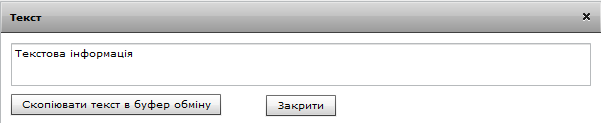 Текст
Текстова інформація
Скопіювати текст в буфер обміну Закрити